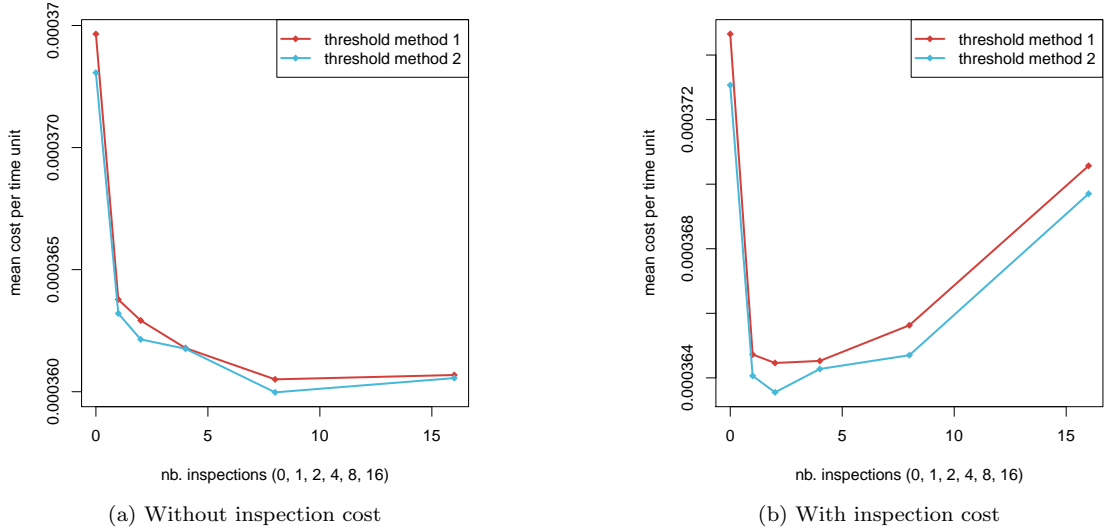 0.000360 0.000365 0.000370 0.00037
mean cost per time unit
threshold method 1
threshold method 2
0 5 10 15
nb. inspections (0, 1, 2, 4, 8, 16)
(a) Without inspection cost
0.000364 0.000368 0.000372
mean cost per time unit
threshold method 1
threshold method 2
0 5 10 15
nb. inspections (0, 1, 2, 4, 8, 16)
(b) With inspection cost